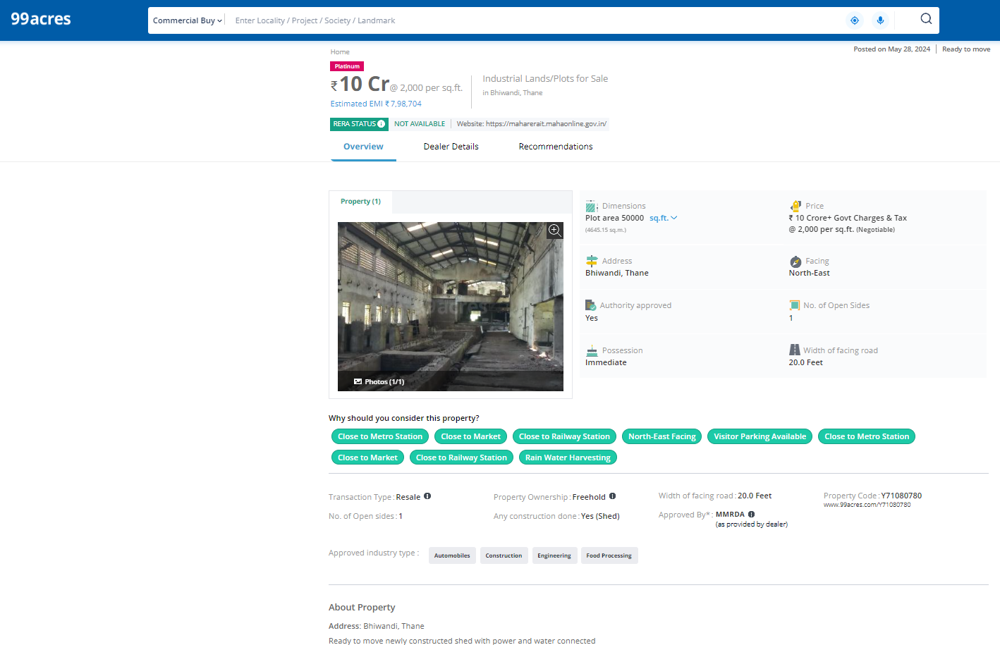 99acres
Commercial Buy
Enter Locality / Project / Society / Landmark
Posted on May 28, 2024 | Ready to move
Home
Platinum
₹10 Cr @ 2,000 per sq.ft.
Estimated EMI ₹ 7,98,704
Industrial Lands/Plots for Sale
in Bhiwandi, Thane
RERA STATUS NOT AVAILABLE | Website: https://maharerait.mahaonline.gov.in/
Overview Dealer Details Recommendations
Property (1)
99acres
Photos (1/1)
Dimensions
Plot area 50000 sq.ft.
(4645.15 sq.m.)
Price
₹ 10 Crore+ Govt Charges & Tax
@ 2,000 per sq.ft. (Negotiable)
Address
Bhiwandi, Thane
Facing
North-East
Authority approved
Yes
No. of Open Sides
1
Possession
Immediate
Width of facing road
20.0 Feet
Why should you consider this property?
Close to Metro Station Close to Market Close to Railway Station North-East Facing Visitor Parking Available Close to Metro Station
Close to Market Close to Railway Station Rain Water Harvesting
Transaction Type : Resale
Property Ownership : Freehold
Width of facing road : 20.0 Feet
Property Code : Y71080780
www.99acres.com/Y71080780
No. of Open sides : 1
Any construction done : Yes (Shed)
Approved By* : MMRDA
(as provided by dealer)
Approved industry type : Automobiles Construction Engineering Food Processing
About Property
Address: Bhiwandi, Thane
Ready to move newly constructed shed with power and water connected